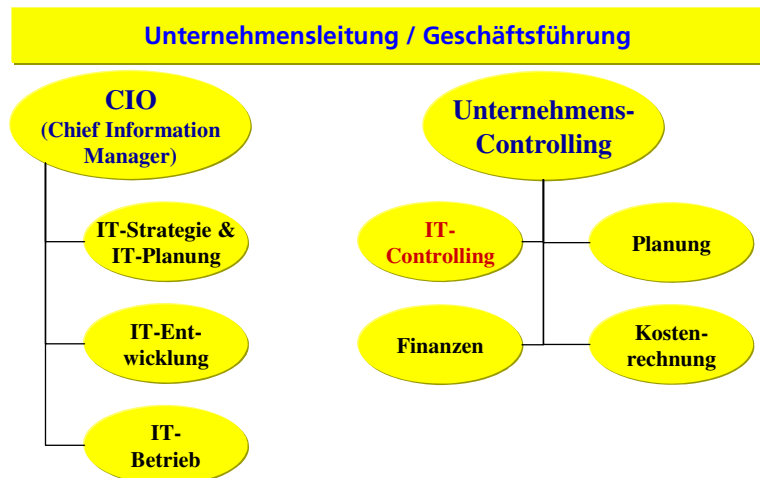 Unternehmensleitung / Geschäftsführung
CIO
(Chief Information
Manager)
Unternehmens-
Controlling
IT-Strategie &
IT-Planung
IT-
Controlling
Planung
IT-Ent-
wicklung
Finanzen
Kosten-
rechnung
IT-
Betrieb